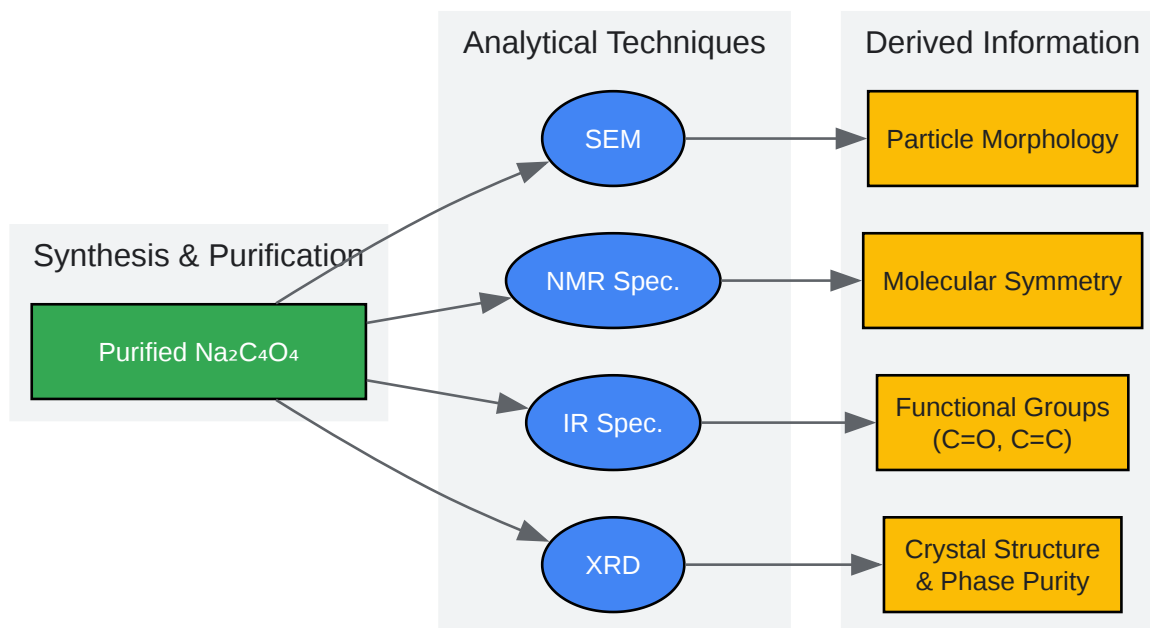 Analytical Techniques
Derived Information
SEM
Particle Morphology
Synthesis & Purification
NMR Spec.
Molecular Symmetry
Purified Na₂C₄O₄
IR Spec.
Functional Groups
(C=O, C=C)
XRD
Crystal Structure
& Phase Purity